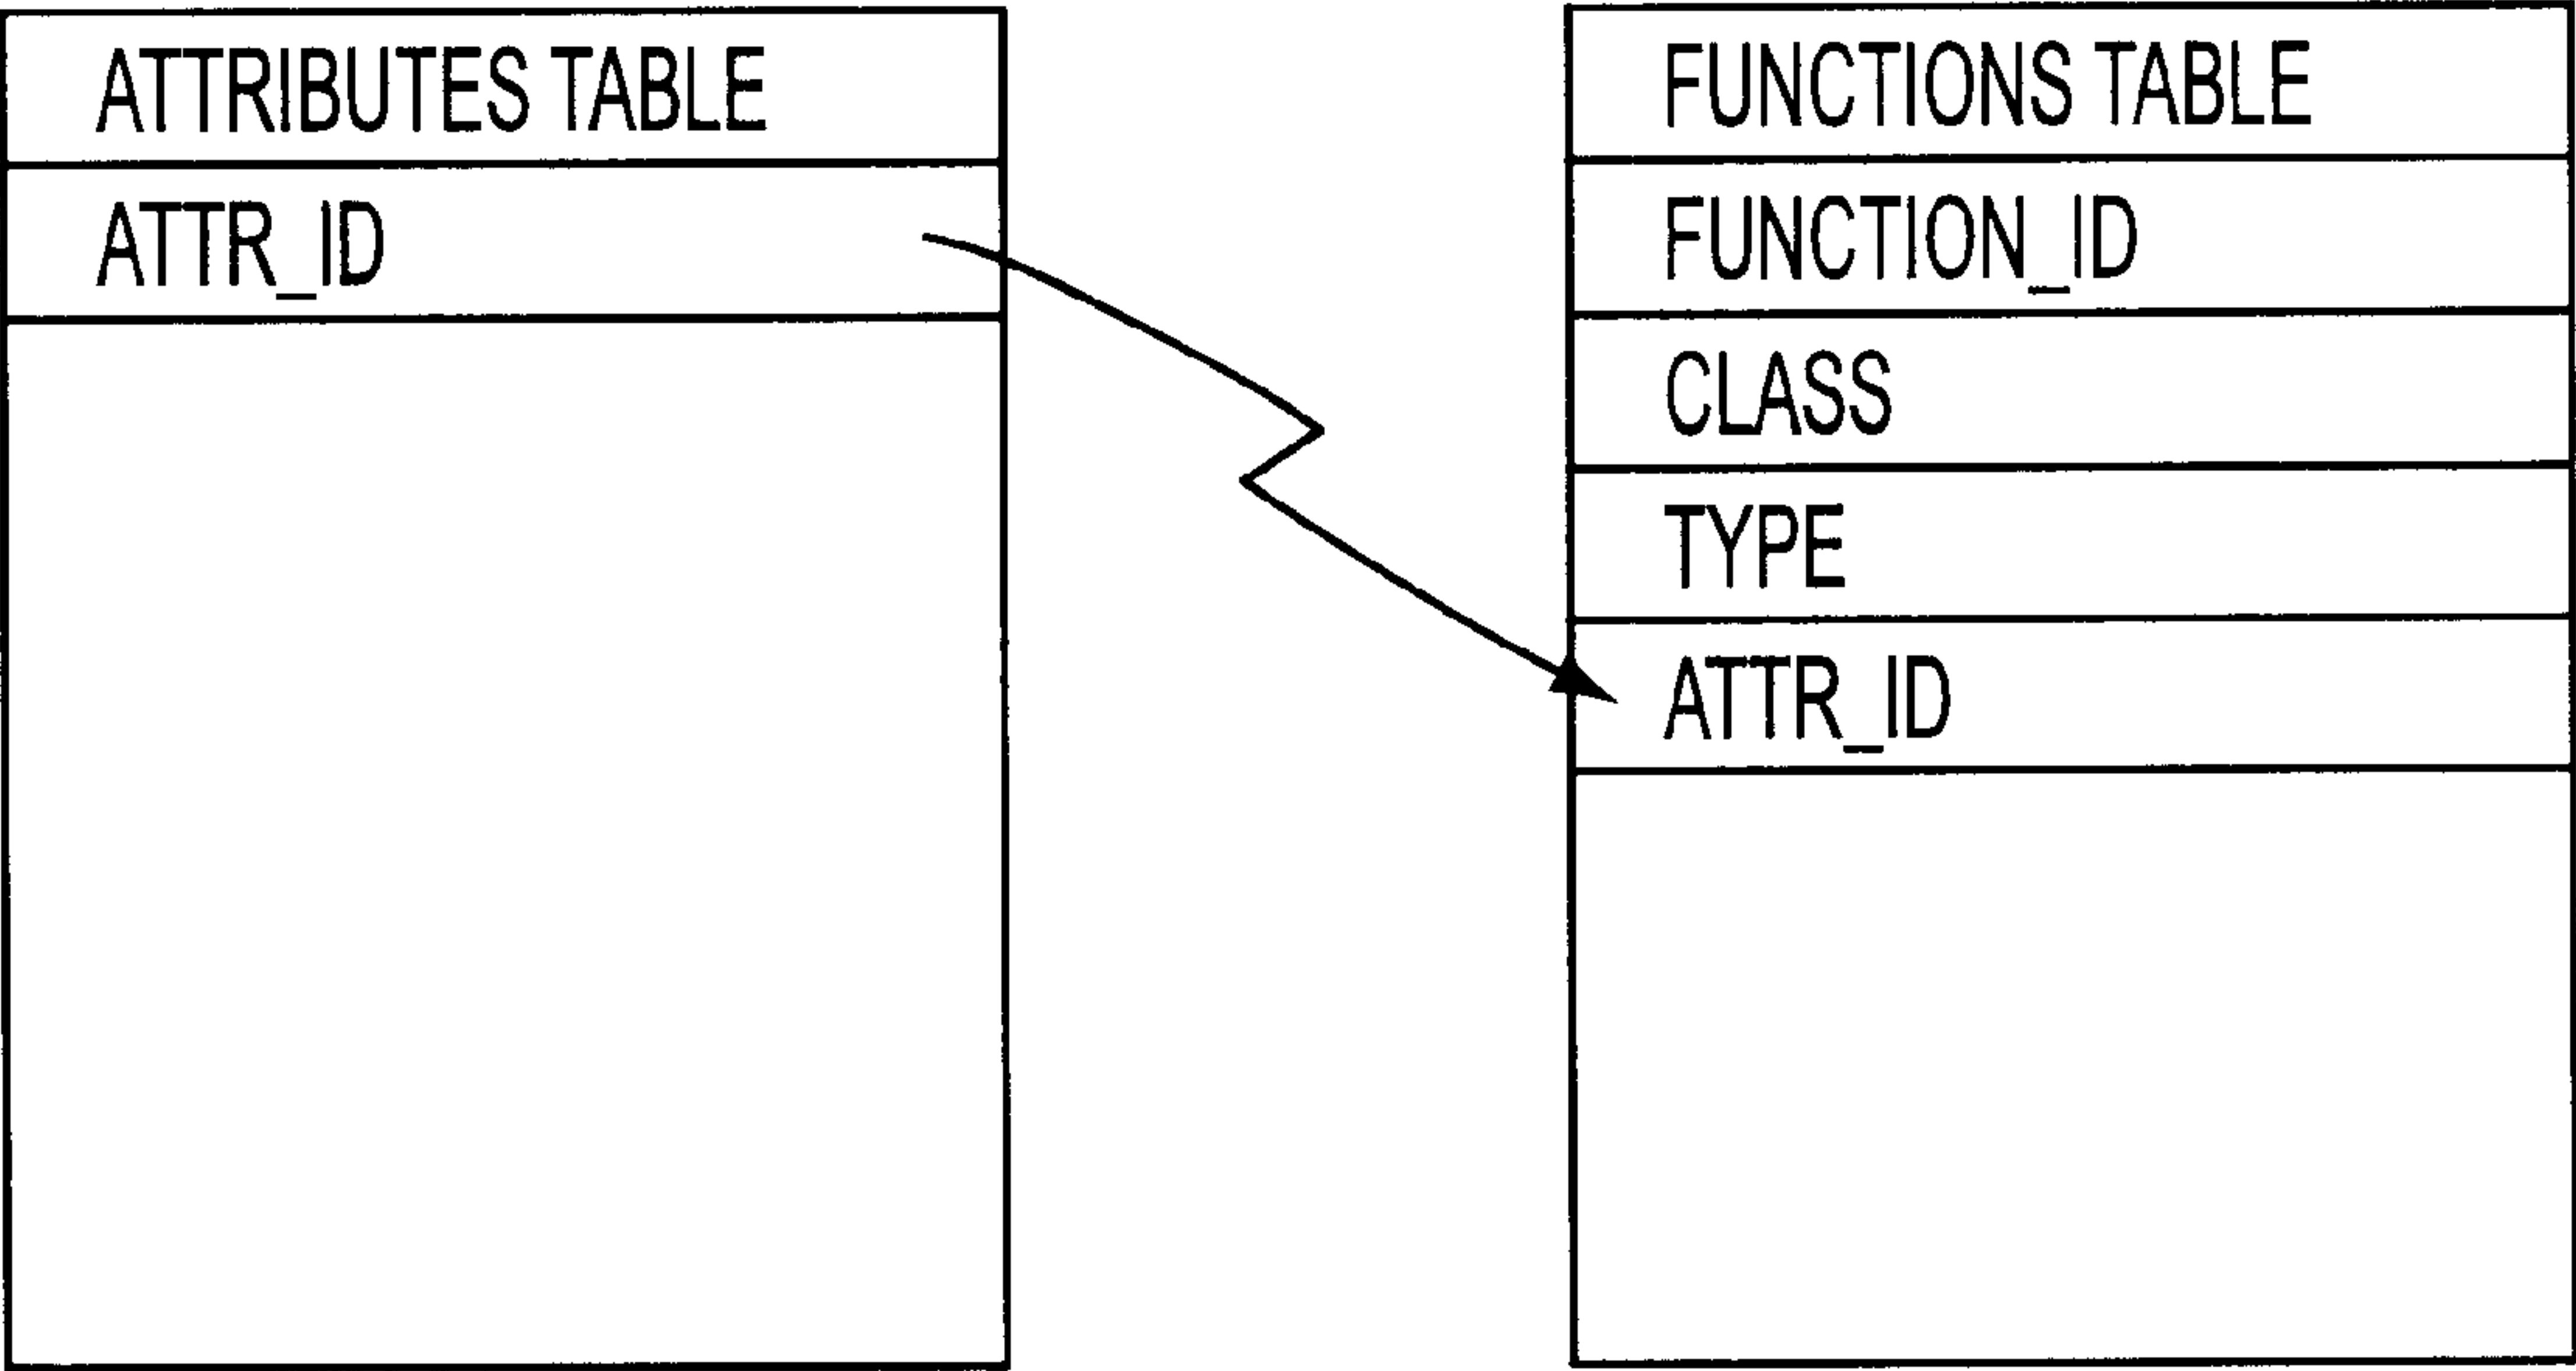 ATTRIBUTES TABLE
ATTR_ID
FUNCTIONS TABLE
FUNCTION_ID
CLASS
TYPE
ATTR_ID